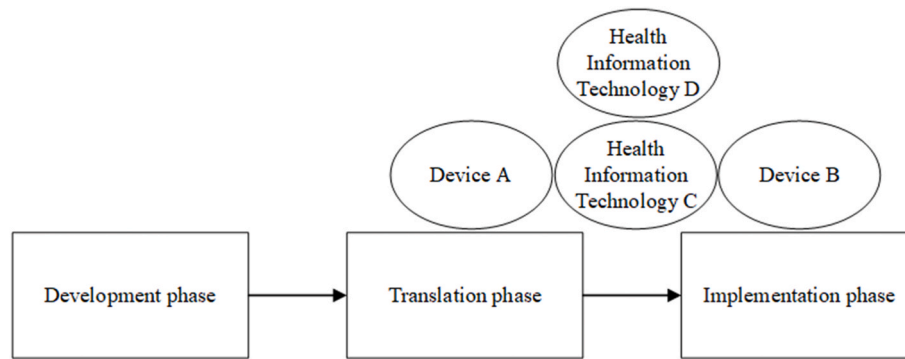 Health
Information
Technology D
Device A
Health
Information
Technology C
Device B
Development phase
Translation phase
Implementation phase